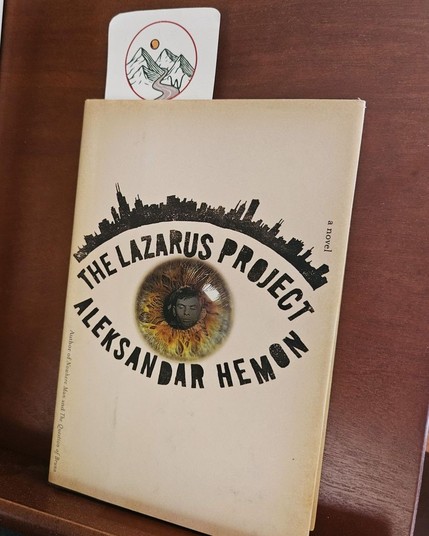 a novel
THE LAZARUS PROJECT
ALEKSANDAR HEMON
Author of Nowhere Man and The Question of Bruno